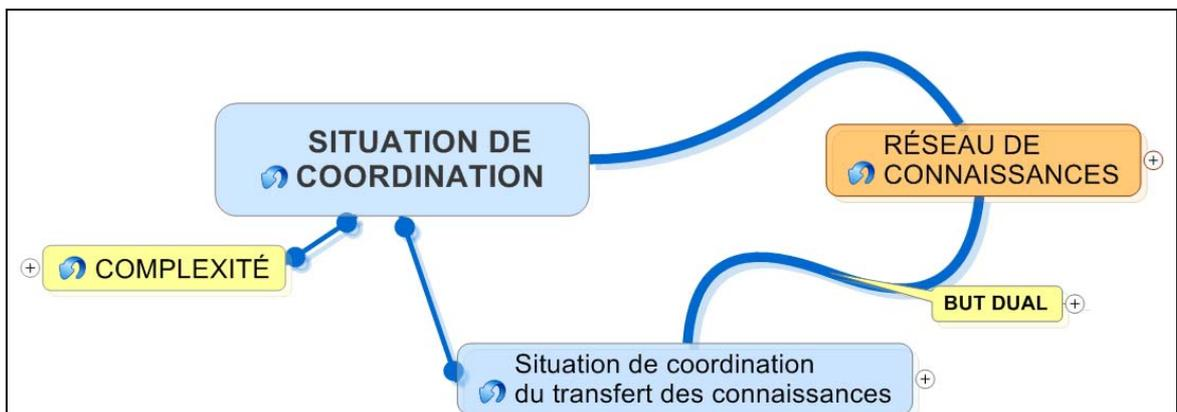 SITUATION DE
COORDINATION
RÉSEAU DE
CONNAISSANCES
COMPLEXITÉ
BUT DUAL
Situation de coordination
du transfert des connaissances